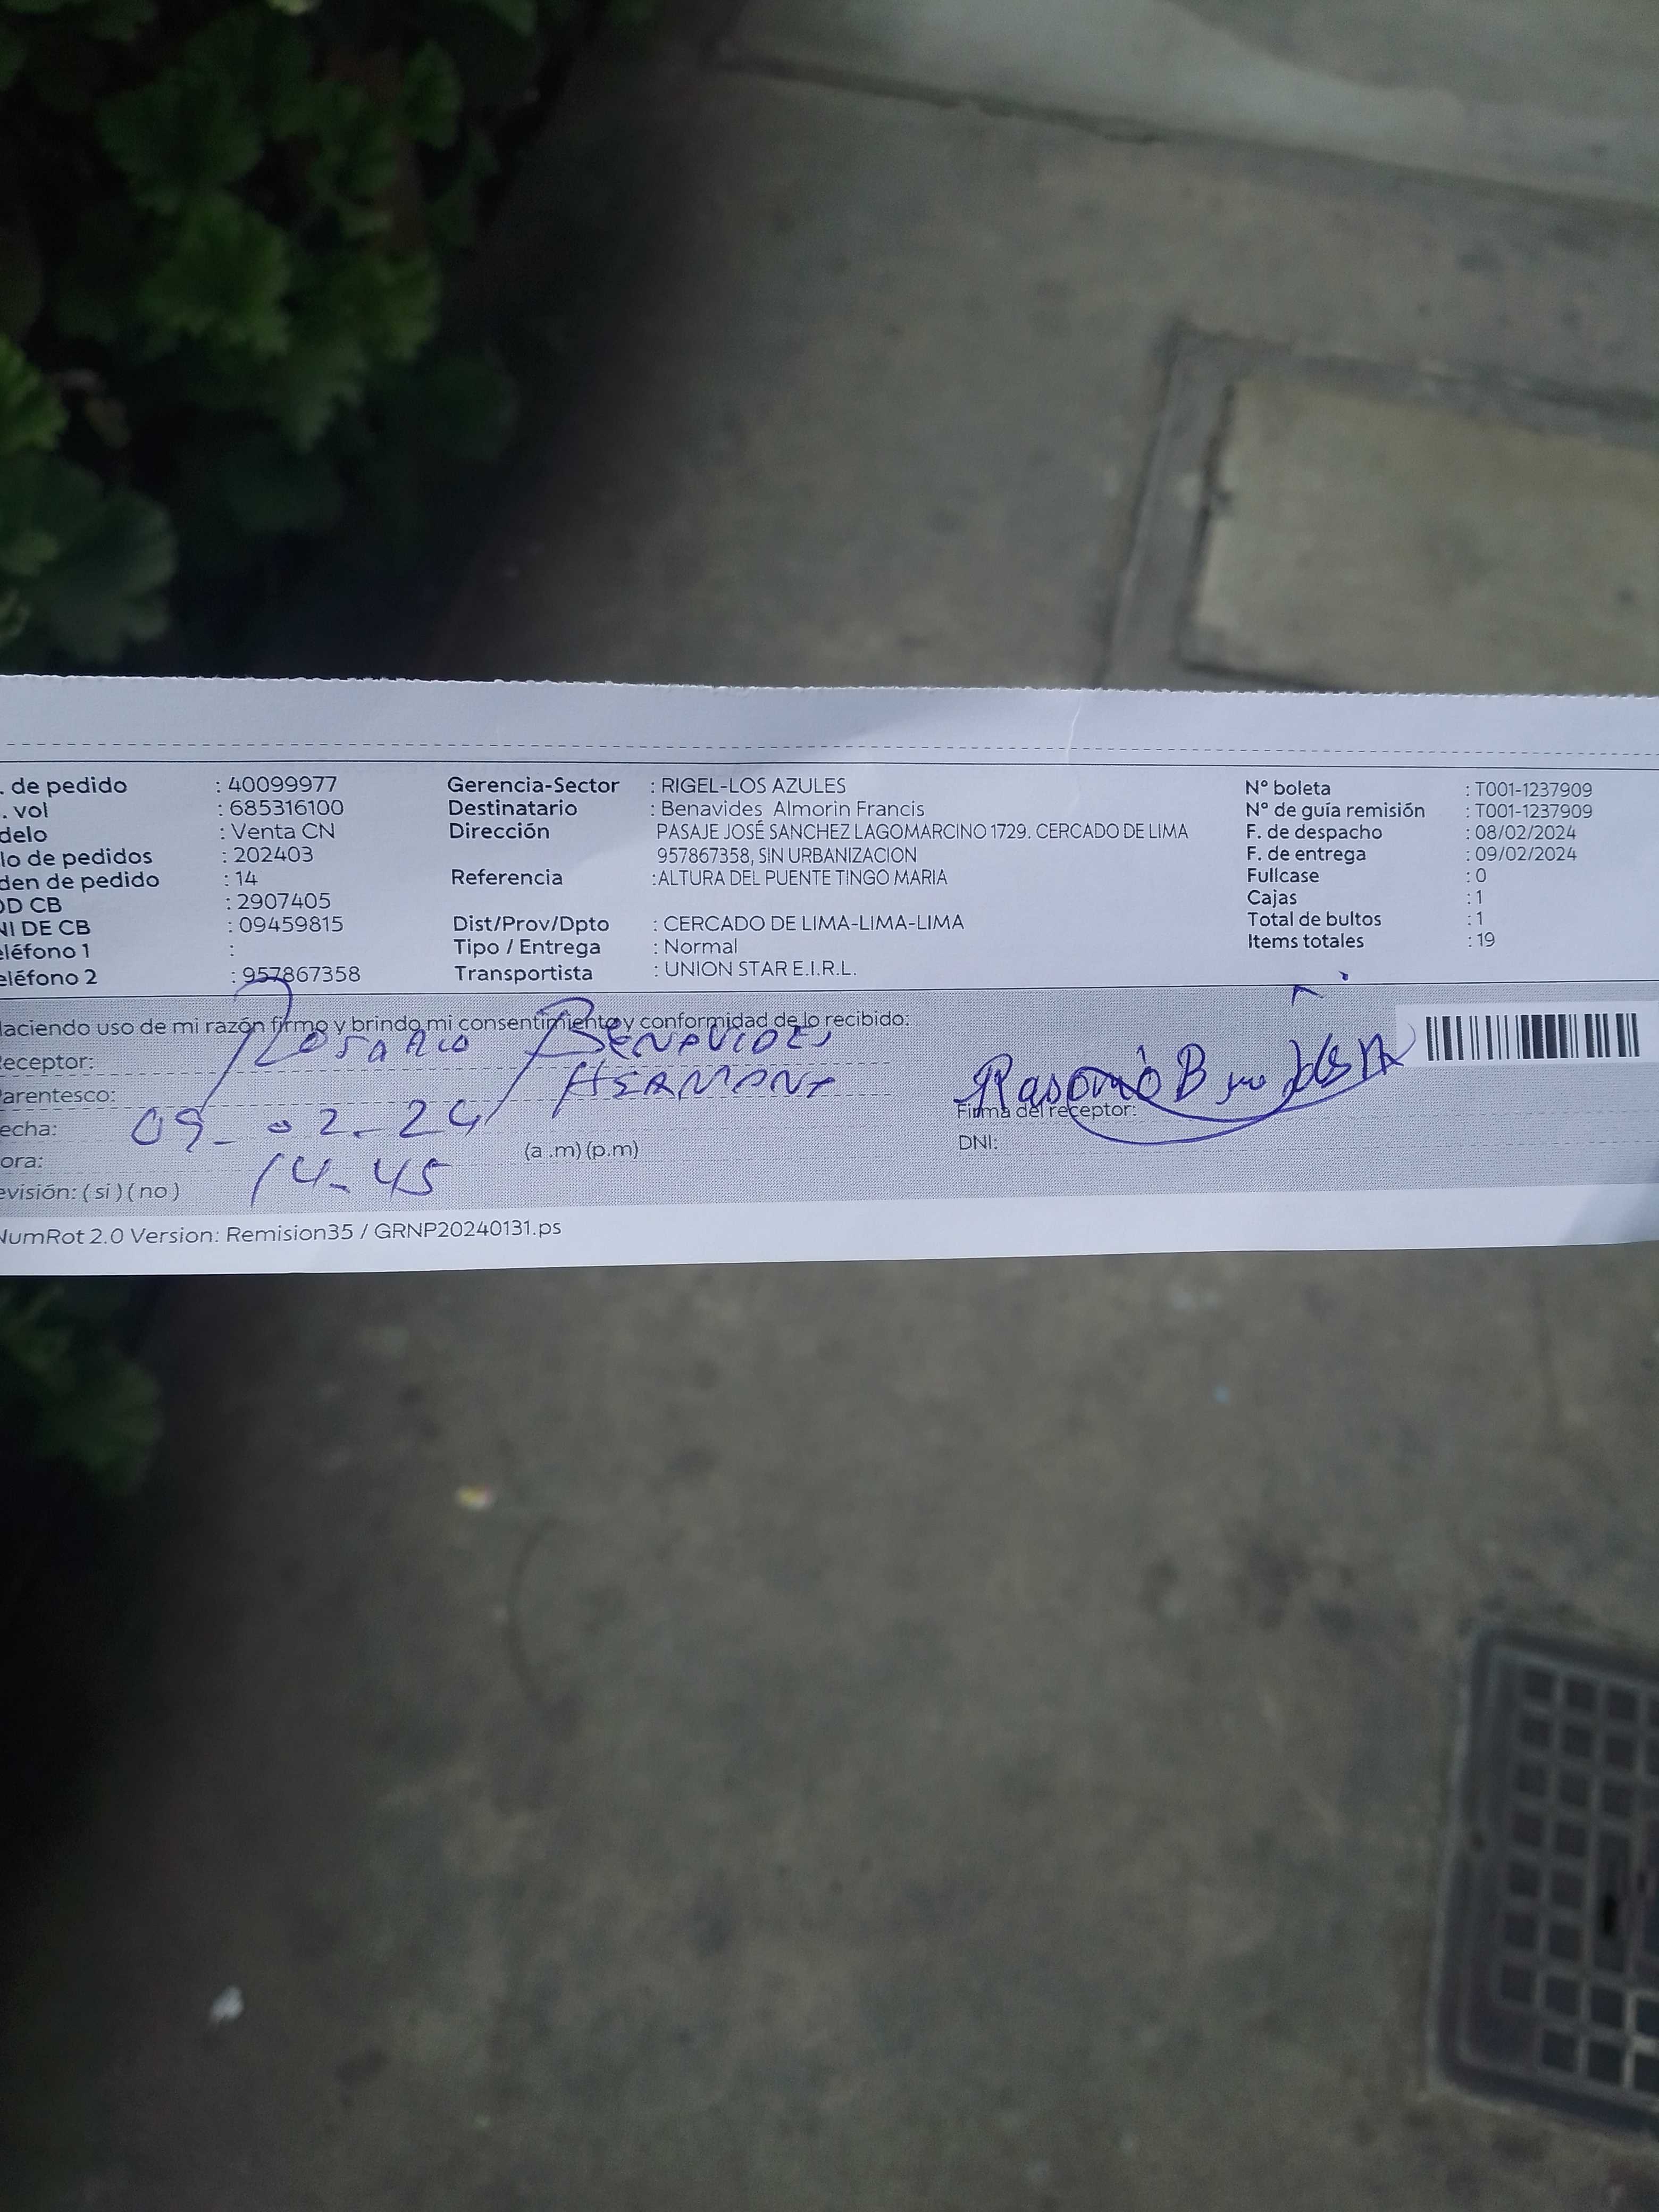 . de pedido : 40099977 Gerencia-Sector : RIGEL-LOS AZULES Nº boleta : T001-1237909
. vol : 685316100 Destinatario : Benavides Almorin Francis Nº de guía remisión : T001-1237909
delo : Venta CN Dirección PASAJE JOSÉ SANCHEZ LAGOMARCINO 1729. CERCADO DE LIMA F. de despacho : 08/02/2024
lo de pedidos : 202403 957867358, SIN URBANIZACION F. de entrega : 09/02/2024
den de pedido : 14 Referencia :ALTURA DEL PUENTE TINGO MARIA Fullcase : 0
OD CB : 2907405 Cajas : 1
NI DE CB : 09459815 Dist/Prov/Dpto : CERCADO DE LIMA-LIMA-LIMA Total de bultos : 1
eléfono 1 : Tipo / Entrega : Normal Items totales : 19
eléfono 2 : 957867358 Transportista : UNION STAR E.I.R.L.
Haciendo uso de mi razón firmo y brindo mi consentimiento y conformidad de lo recibido:
eceptor: Rosario Benavides
arentesco: HERMANA
Firma del receptor:
echa: 09-02-24
ora: 14-45 (a .m) (p.m) DNI:
evisión: ( si ) ( no )
NumRot 2.0 Version: Remision35 / GRNP20240131.ps